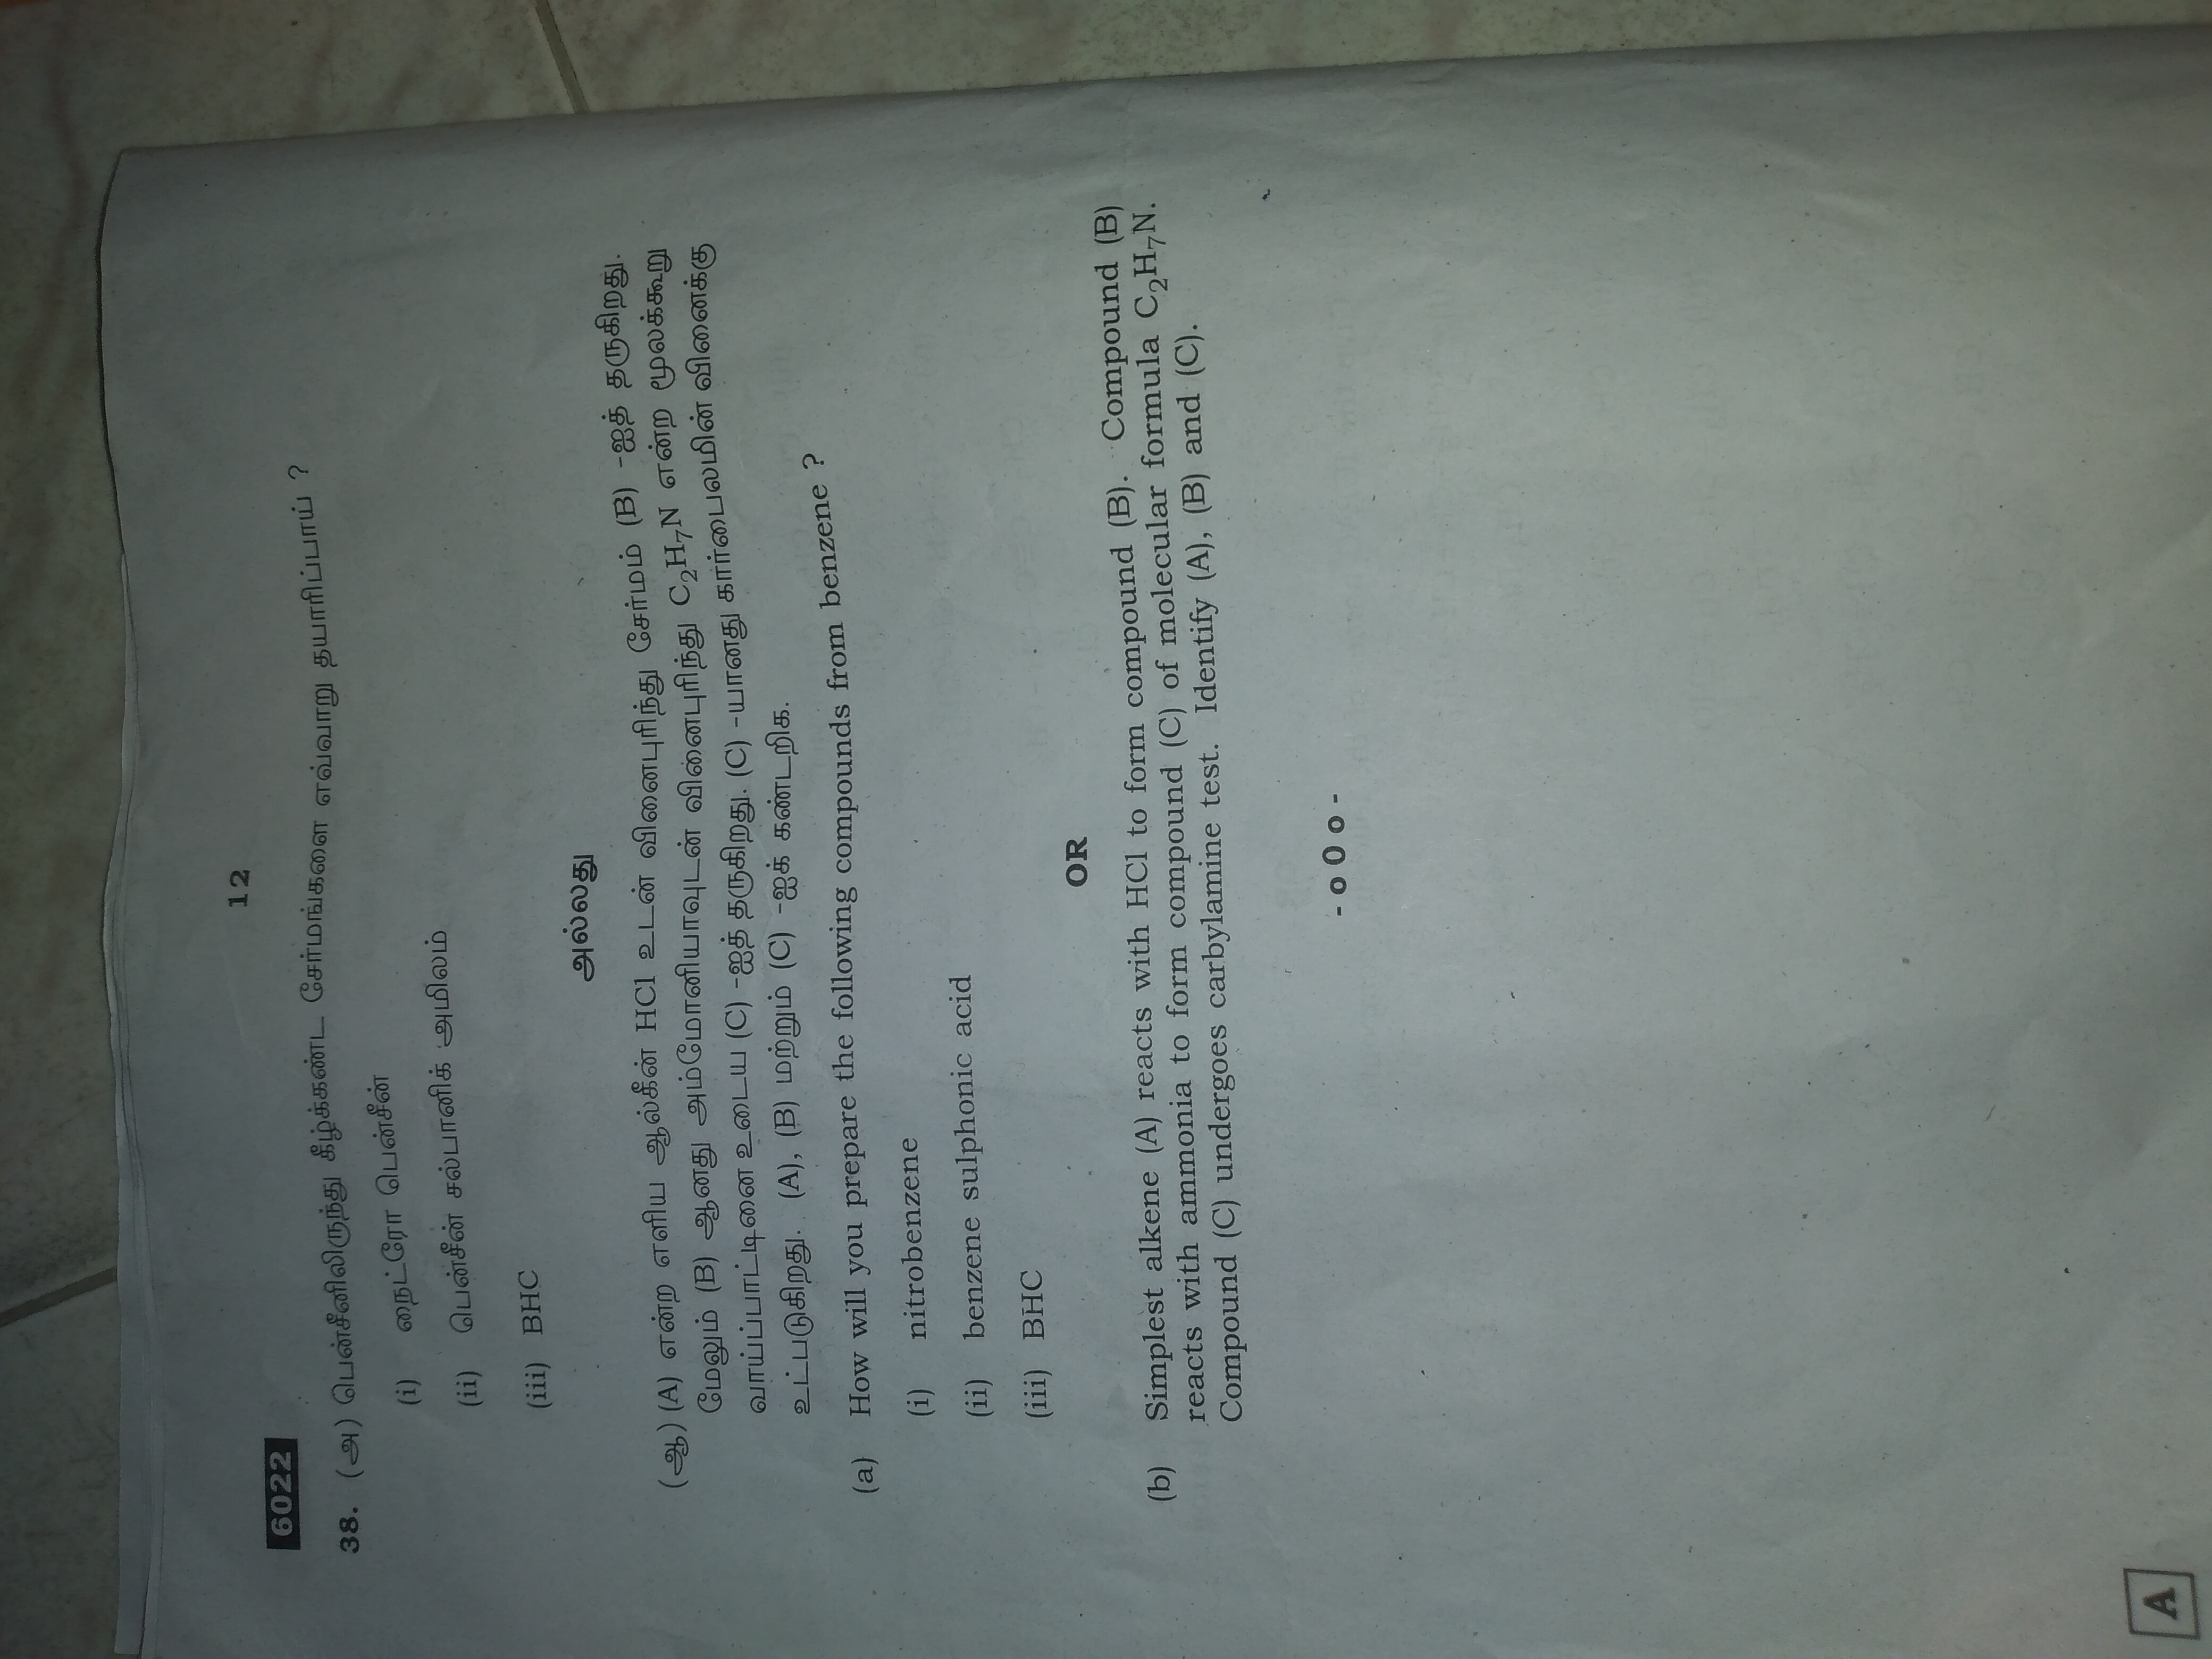 12
6022
38. (அ) பென்சீனிலிருந்து கீழ்க்கண்ட சேர்மங்களை எவ்வாறு தயாரிப்பாய் ?
(i) நைட்ரோ பென்சீன்
(ii) பென்சீன் சல்பானிக் அமிலம்
(iii) BHC
அல்லது
(ஆ) (A) என்ற எளிய ஆல்கீன் HCl உடன் வினைபுரிந்து சேர்மம் (B) -ஐத் தருகிறது.
மேலும் (B) ஆனது அம்மோனியாவுடன் வினைபுரிந்து C₂H₇N என்ற மூலக்கூறு
வாய்ப்பாட்டினை உடைய (C) -ஐத் தருகிறது. (C) -யானது கார்பைலமின் வினைக்கு
உட்படுகிறது. (A), (B) மற்றும் (C) -ஐக் கண்டறிக.
(a) How will you prepare the following compounds from benzene ?
(i) nitrobenzene
(ii) benzene sulphonic acid
(iii) BHC
OR
(b) Simplest alkene (A) reacts with HCl to form compound (B). Compound (B)
reacts with ammonia to form compound (C) of molecular formula C₂H₇N.
Compound (C) undergoes carbylamine test. Identify (A), (B) and (C).
- o 0 o -
A